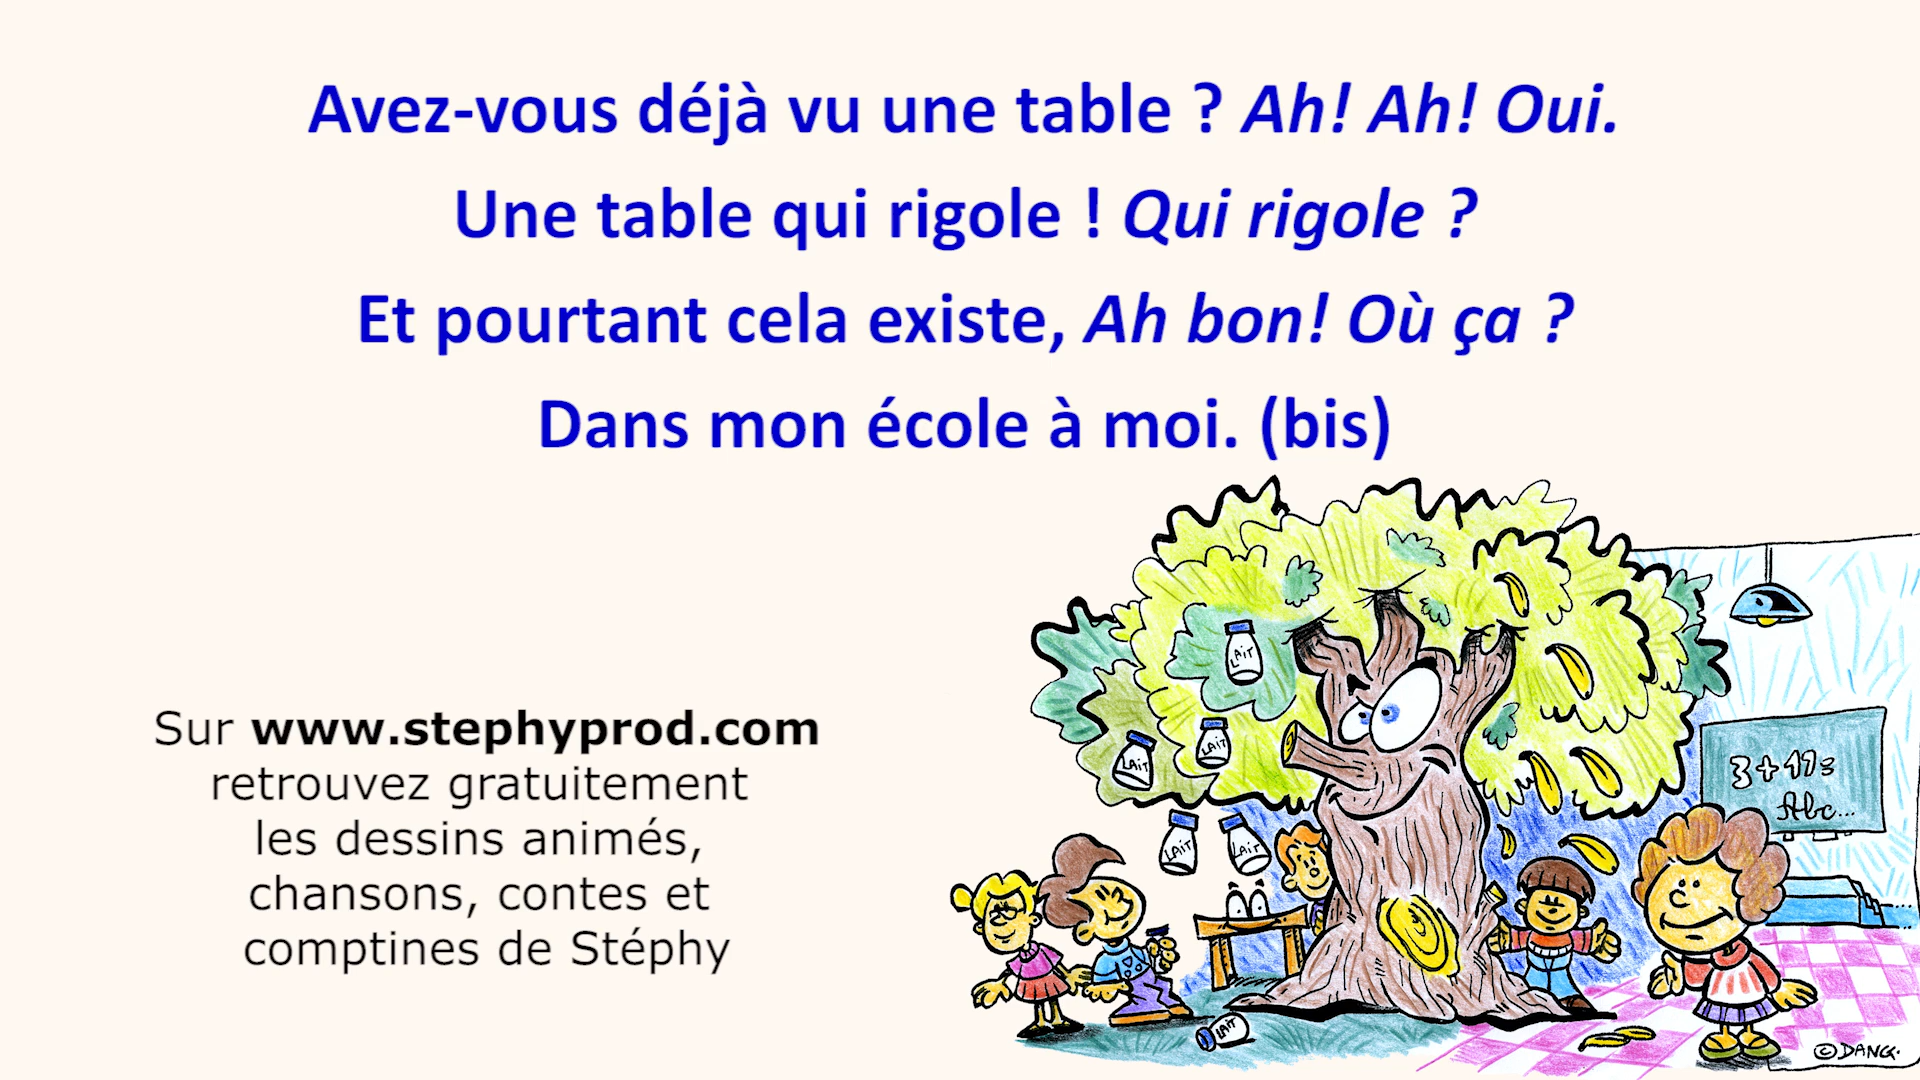 Avez-vous déjà vu une table ? Ah! Ah! Oui.
Une table qui rigole ! Qui rigole ?
Et pourtant cela existe, Ah bon! Où ça ?
Dans mon école à moi. (bis)
Sur www.stephyprod.com
retrouvez gratuitement
les dessins animés,
chansons, contes et
comptines de Stéphy
LAiT
LAiT
LAiT
LAiT
LAiT
LAiT
3+19=
Abc...
©DANG.